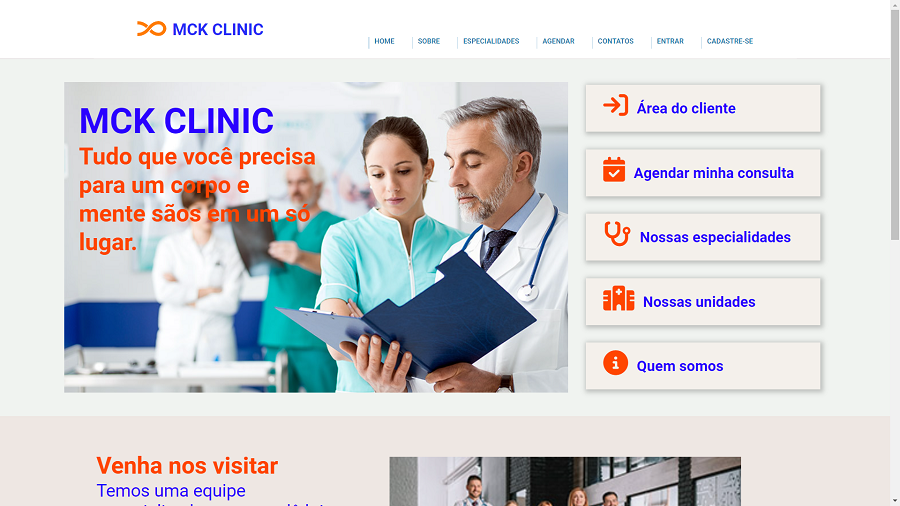 MCK CLINIC
HOME
SOBRE
ESPECIALIDADES
AGENDAR
CONTATOS
ENTRAR
CADASTRE-SE
MCK CLINIC
Tudo que você precisa
para um corpo e
mente sãos em um só
lugar.
Área do cliente
Agendar minha consulta
Nossas especialidades
Nossas unidades
Quem somos
Venha nos visitar
Temos uma equipe